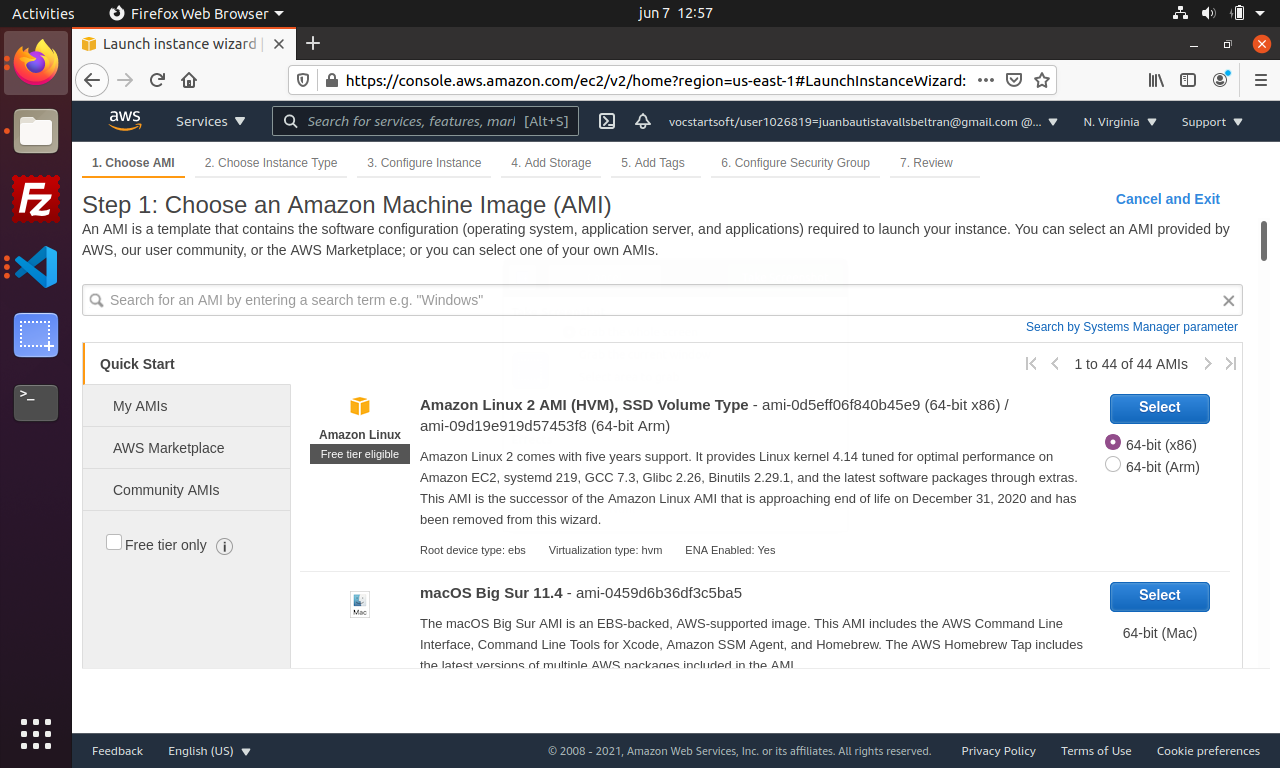 Activities
Firefox Web Browser
jun 7 12:57
Launch instance wizard |
https://console.aws.amazon.com/ec2/v2/home?region=us-east-1#LaunchInstanceWizard:
aws
Services
Search for services, features, marl
[Alt+S]
vocstartsoft/user1026819=juanbautistavallsbeltran@gmail.com @...
N. Virginia
Support
1. Choose AMI
2. Choose Instance Type
3. Configure Instance
4. Add Storage
5. Add Tags
6. Configure Security Group
7. Review
Step 1: Choose an Amazon Machine Image (AMI)
Cancel and Exit
An AMI is a template that contains the software configuration (operating system, application server, and applications) required to launch your instance. You can select an AMI provided by
AWS, our user community, or the AWS Marketplace; or you can select one of your own AMIs.
Search for an AMI by entering a search term e.g. "Windows"
Search by Systems Manager parameter
Quick Start
1 to 44 of 44 AMIs
My AMIs
AWS Marketplace
Community AMIs
Free tier only
Amazon Linux
Free tier eligible
Amazon Linux 2 AMI (HVM), SSD Volume Type - ami-0d5eff06f840b45e9 (64-bit x86) /
ami-09d19e919d57453f8 (64-bit Arm)
Amazon Linux 2 comes with five years support. It provides Linux kernel 4.14 tuned for optimal performance on
Amazon EC2, systemd 219, GCC 7.3, Glibc 2.26, Binutils 2.29.1, and the latest software packages through extras.
This AMI is the successor of the Amazon Linux AMI that is approaching end of life on December 31, 2020 and has
been removed from this wizard.
Root device type: ebs
Virtualization type: hvm
ENA Enabled: Yes
Select
64-bit (x86)
64-bit (Arm)
Mac
macOS Big Sur 11.4 - ami-0459d6b36df3c5ba5
The macOS Big Sur AMI is an EBS-backed, AWS-supported image. This AMI includes the AWS Command Line
Interface, Command Line Tools for Xcode, Amazon SSM Agent, and Homebrew. The AWS Homebrew Tap includes
the latest versions of multiple AWS packages included in the AMI.
Select
64-bit (Mac)
Feedback
English (US)
© 2008 - 2021, Amazon Web Services, Inc. or its affiliates. All rights reserved.
Privacy Policy
Terms of Use
Cookie preferences